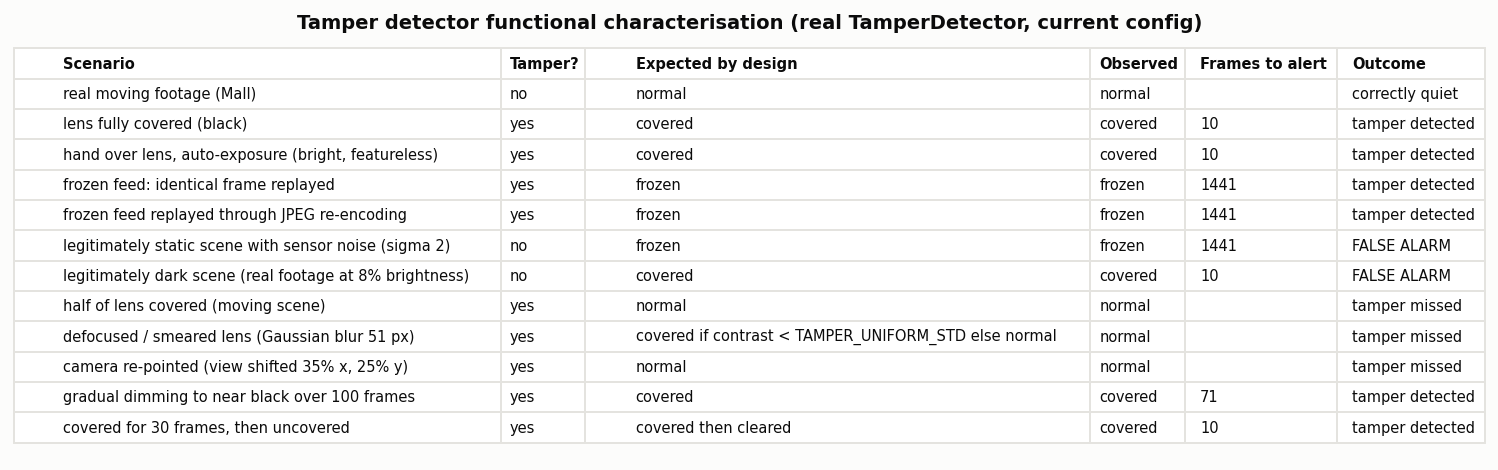 Tamper detector functional characterisation (real TamperDetector, current config)
Scenario Tamper? Expected by design Observed Frames to alert Outcome
real moving footage (Mall) no normal normal correctly quiet
lens fully covered (black) yes covered covered 10 tamper detected
hand over lens, auto-exposure (bright, featureless) yes covered covered 10 tamper detected
frozen feed: identical frame replayed yes frozen frozen 1441 tamper detected
frozen feed replayed through JPEG re-encoding yes frozen frozen 1441 tamper detected
legitimately static scene with sensor noise (sigma 2) no frozen frozen 1441 FALSE ALARM
legitimately dark scene (real footage at 8% brightness) no covered covered 10 FALSE ALARM
half of lens covered (moving scene) yes normal normal tamper missed
defocused / smeared lens (Gaussian blur 51 px) yes covered if contrast < TAMPER_UNIFORM_STD else normal normal tamper missed
camera re-pointed (view shifted 35% x, 25% y) yes normal normal tamper missed
gradual dimming to near black over 100 frames yes covered covered 71 tamper detected
covered for 30 frames, then uncovered yes covered then cleared covered 10 tamper detected